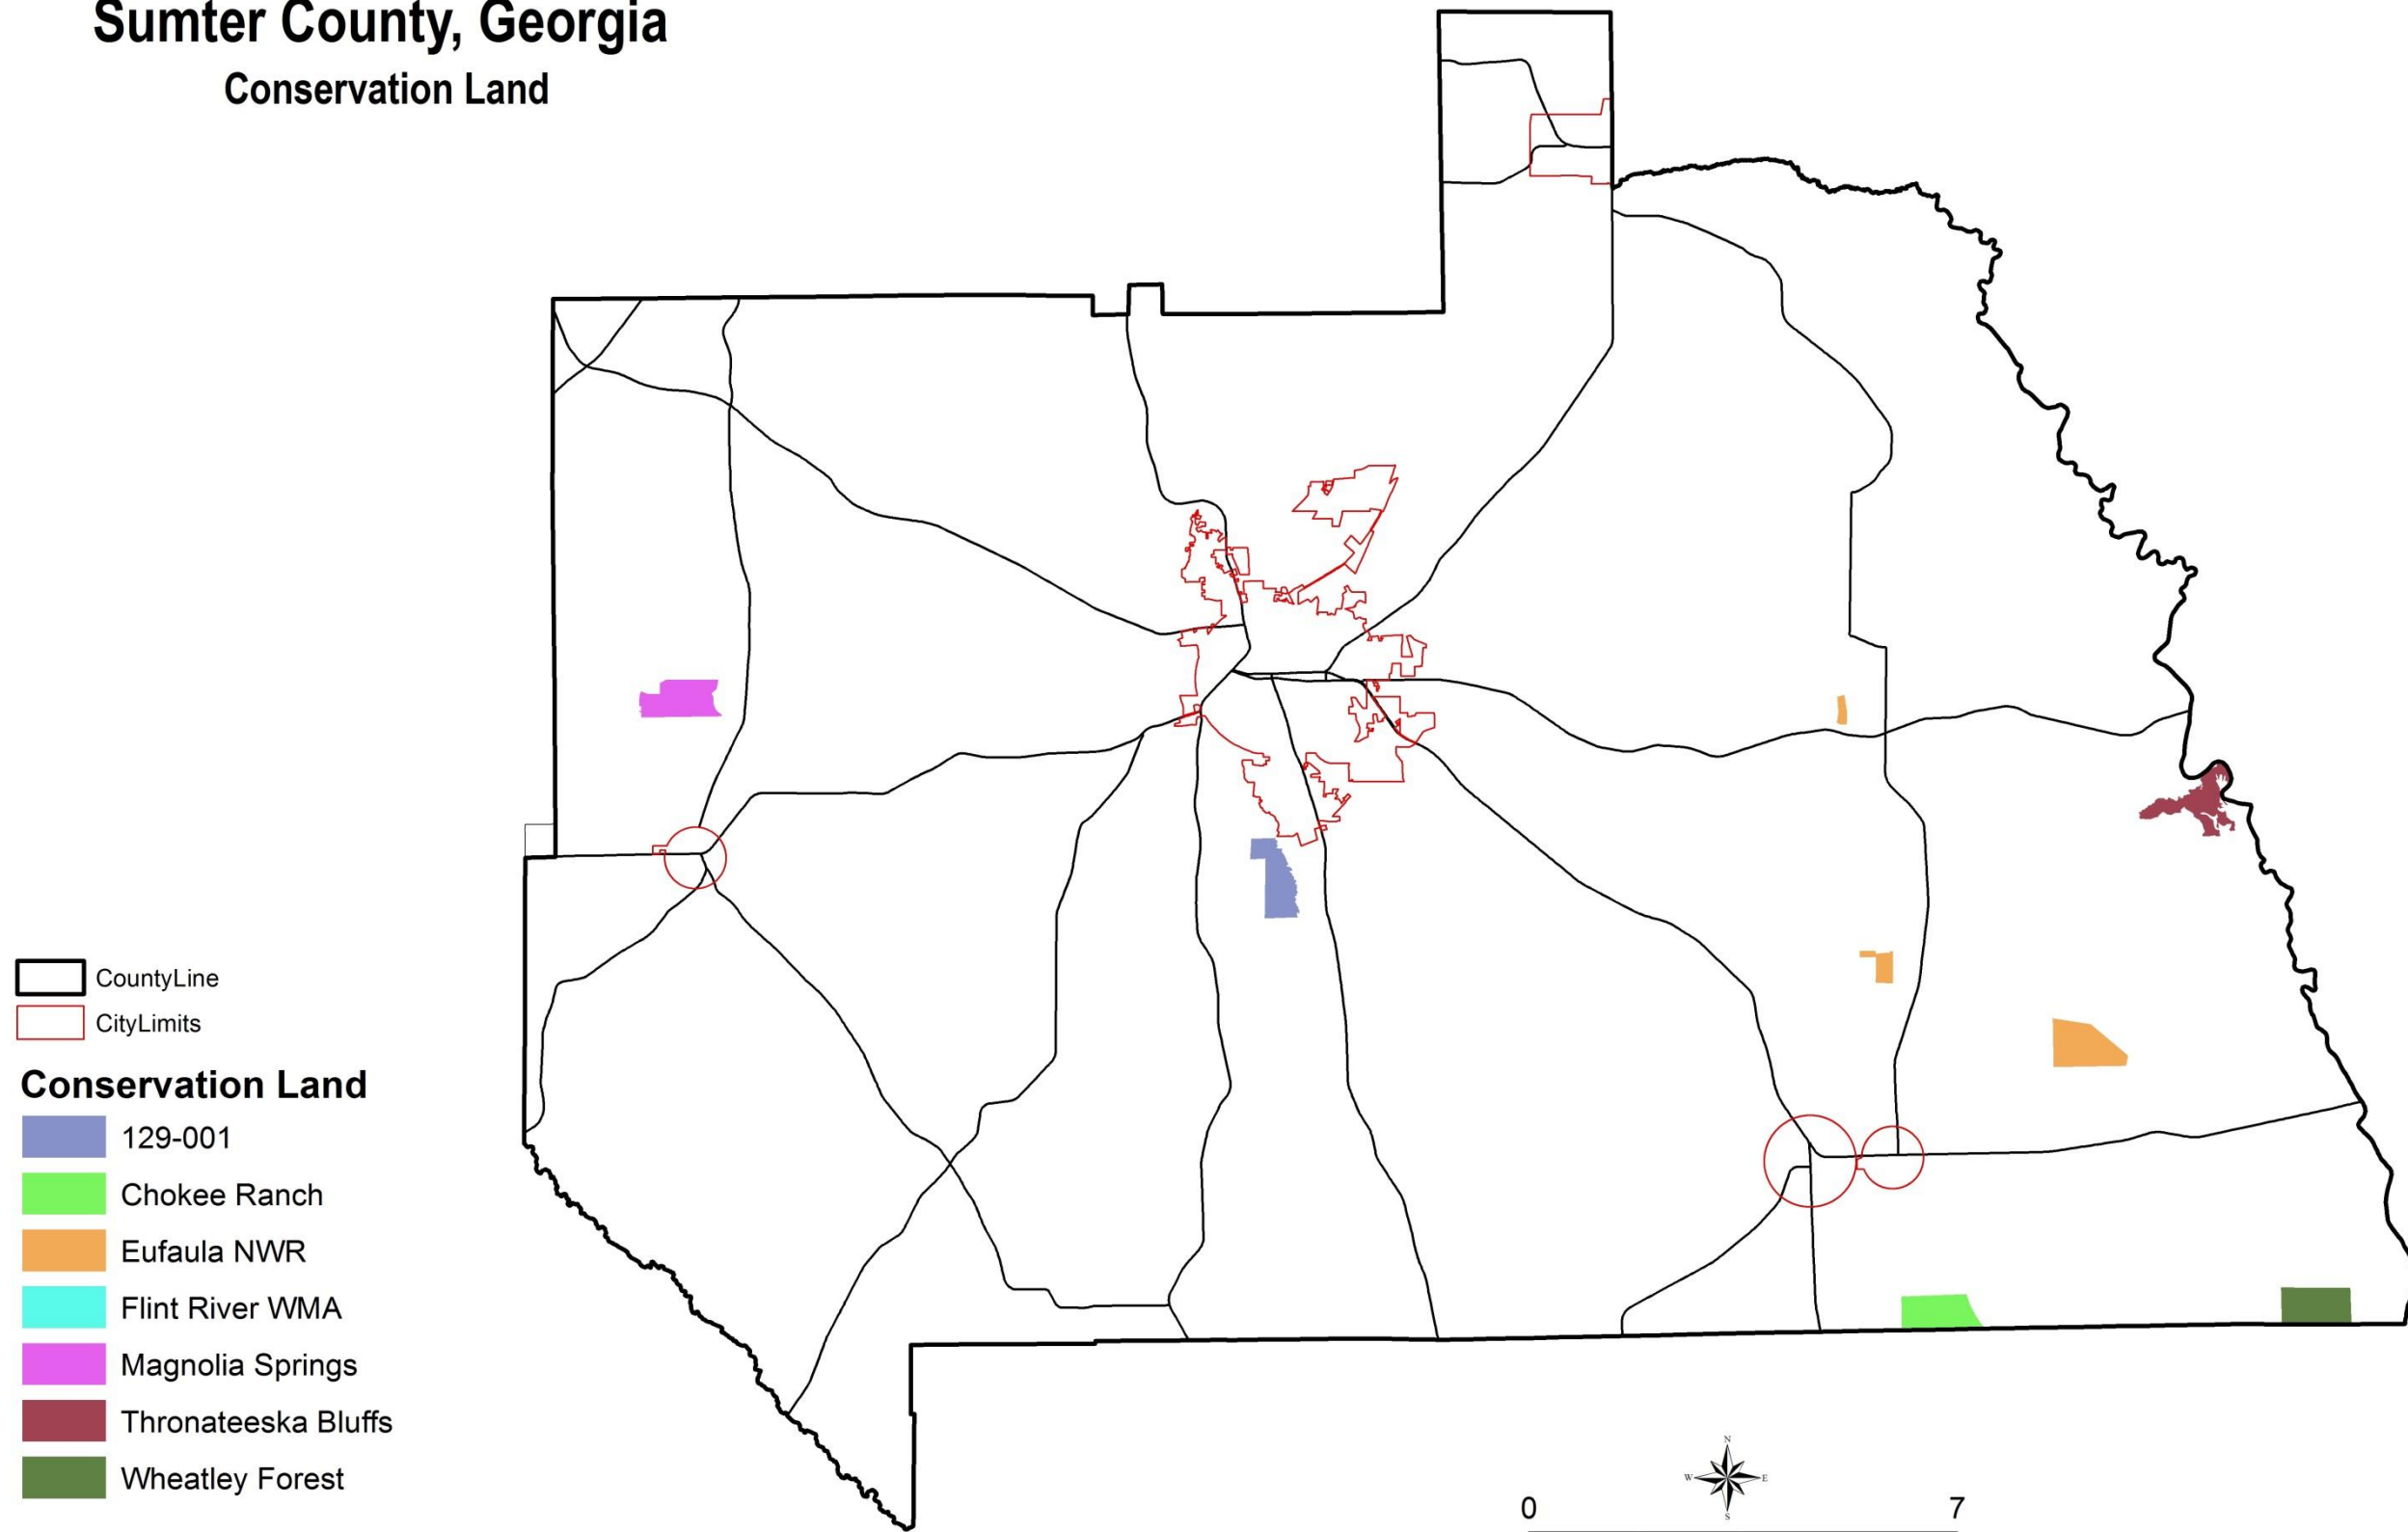 Sumter County, Georgia
Conservation Land
CountyLine
CityLimits
Conservation Land
129-001
Chokee Ranch
Eufaula NWR
Flint River WMA
Magnolia Springs
Thronateeska Bluffs
Wheatley Forest
N
W E
S
0 7